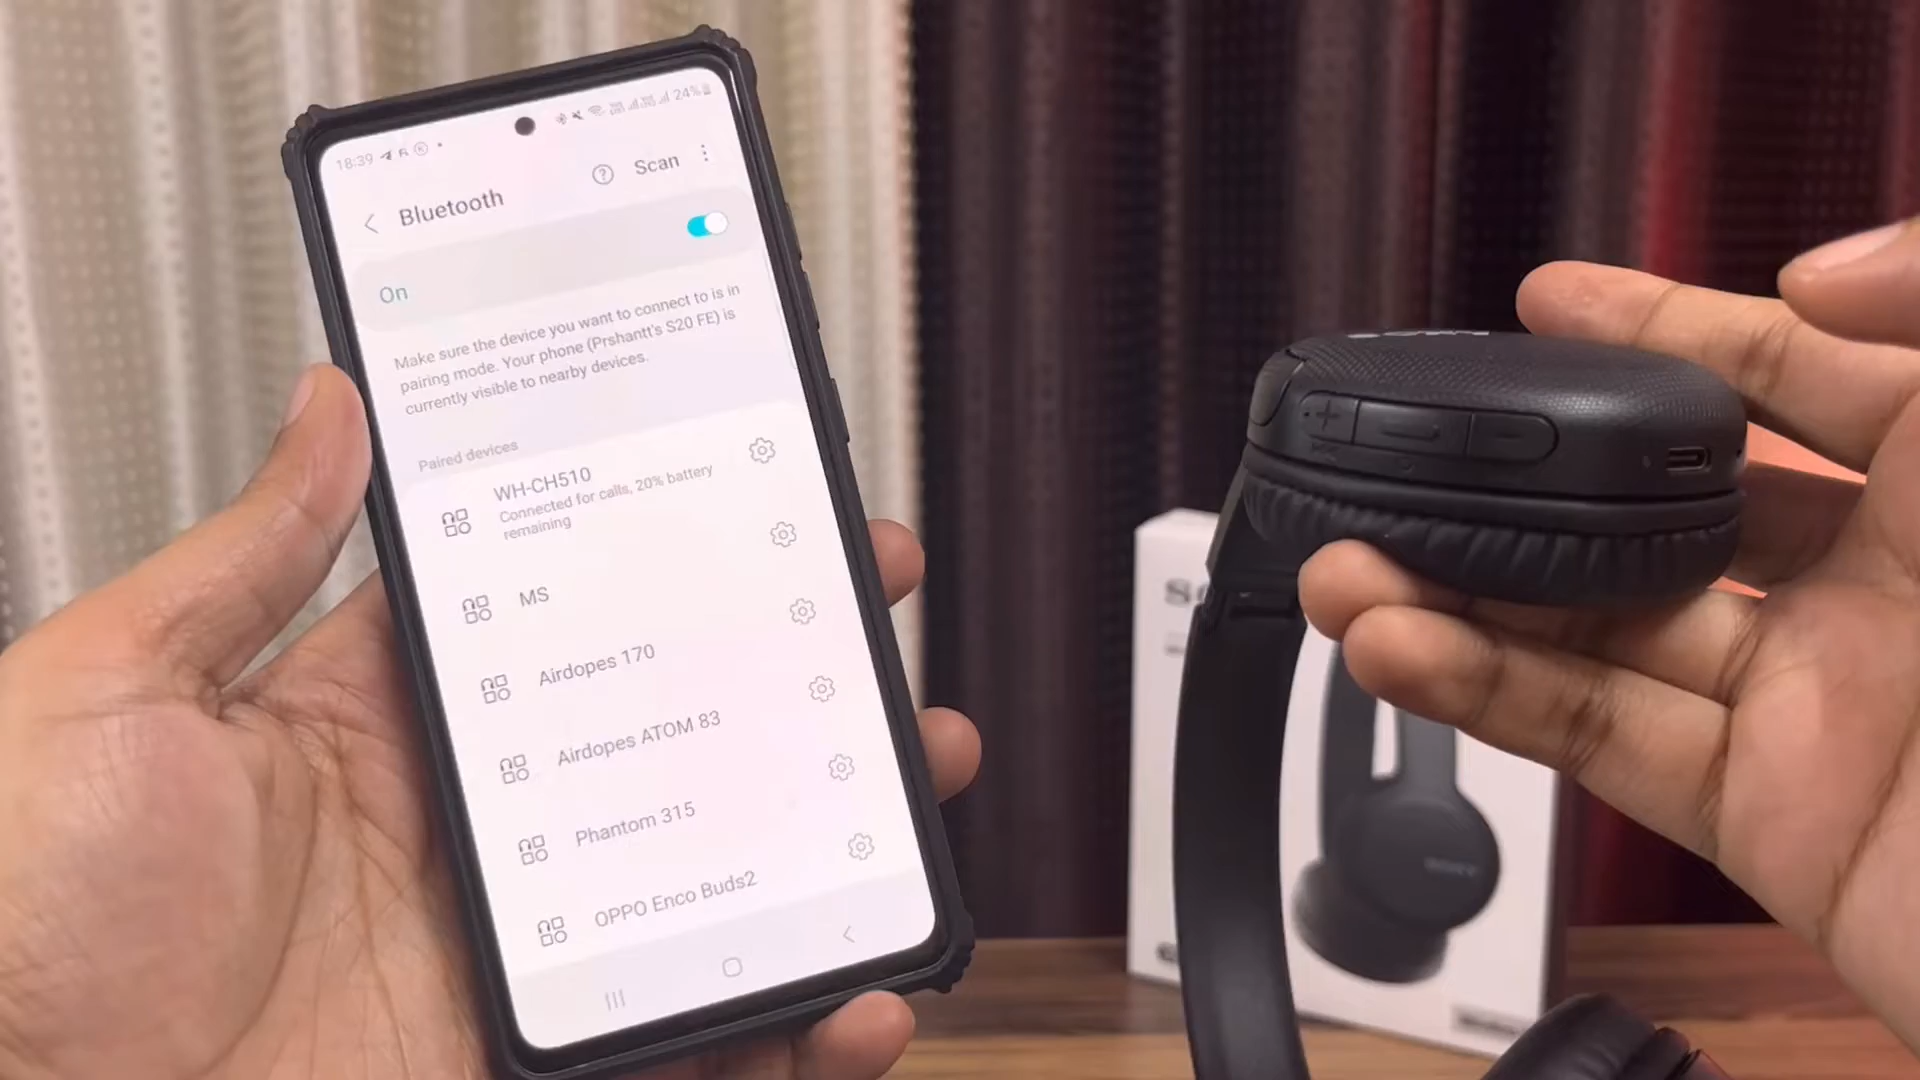 18:39
24%
Bluetooth
Scan
On
Make sure the device you want to connect to is in
pairing mode. Your phone (Prshantt's S20 FE) is
currently visible to nearby devices.
Paired devices
WH-CH510
Connected for calls, 20% battery
remaining
MS
Airdopes 170
Airdopes ATOM 83
Phantom 315
OPPO Enco Buds2
SONY